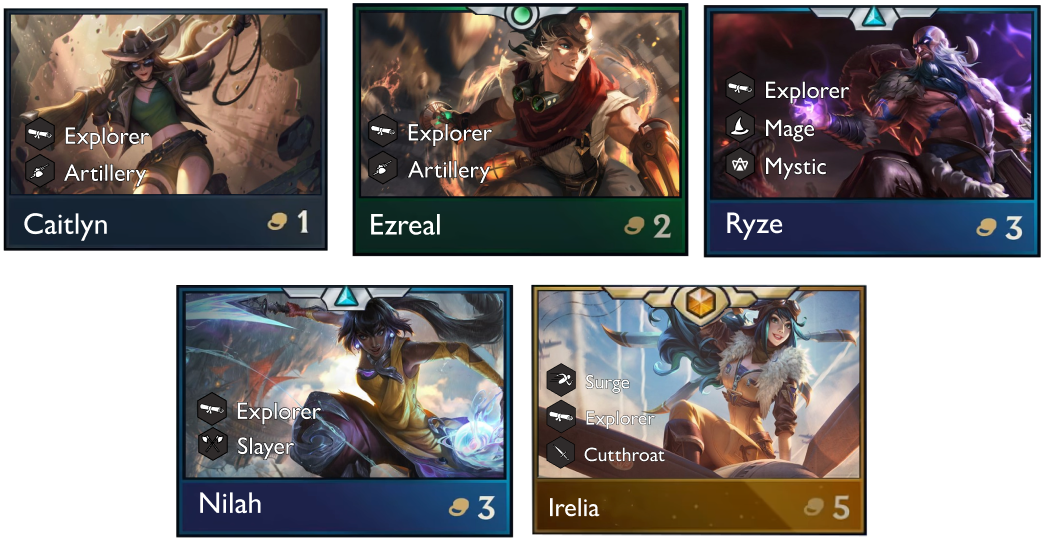 Explorer
Artillery
Caitlyn
1
Explorer
Artillery
Ezreal
2
Explorer
Mage
Mystic
Ryze
3
Explorer
Slayer
Nilah
3
Surge
Explorer
Cutthroat
Irelia
5